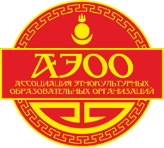 АЭОО
АССОЦИАЦИЯ ЭТНОКУЛЬТУРНЫХ
ОБРАЗОВАТЕЛЬНЫХ ОРГАНИЗАЦИЙ